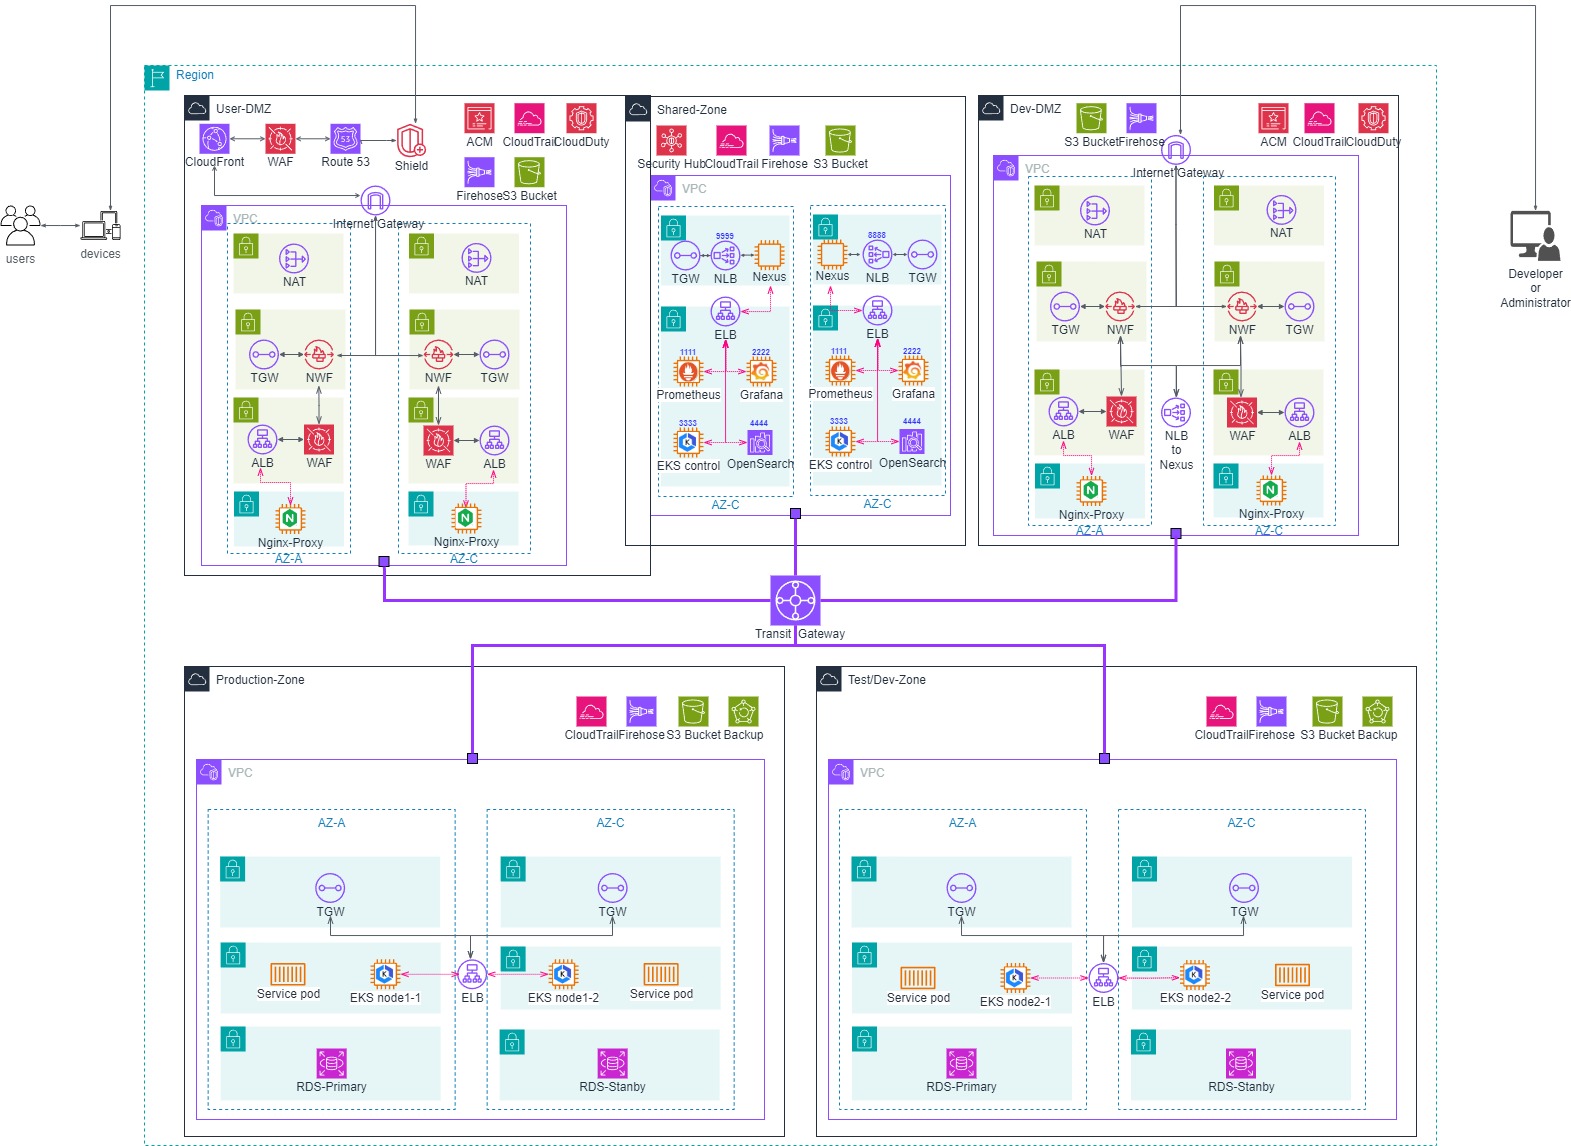 Region
User-DMZ
CloudFront
WAF
Route 53
53
Shield
ACM
CloudTrail
CloudDuty
Firehose
S3 Bucket
Internet Gateway
VPC
NAT
NAT
TGW
NWF
NWF
TGW
ALB
WAF
WAF
ALB
Nginx-Proxy
Nginx-Proxy
AZ-A
AZ-C
users
devices
Shared-Zone
Security Hub
CloudTrail
Firehose
S3 Bucket
VPC
9999
TGW
NLB
Nexus
ELB
1111
2222
Prometheus
Grafana
3333
4444
EKS control
OpenSearch
AZ-C
8888
Nexus
NLB
TGW
ELB
1111
2222
Prometheus
Grafana
3333
4444
EKS control
OpenSearch
AZ-C
Dev-DMZ
S3 Bucket
Firehose
ACM
CloudTrail
CloudDuty
Internet Gateway
VPC
NAT
NAT
TGW
NWF
NWF
TGW
ALB
WAF
NLB
to
Nexus
WAF
ALB
Nginx-Proxy
Nginx-Proxy
AZ-A
AZ-C
Developer
or
Administrator
Transit Gateway
Production-Zone
CloudTrail
Firehose
S3 Bucket
Backup
VPC
AZ-A
AZ-C
TGW
TGW
Service pod
EKS node1-1
ELB
EKS node1-2
Service pod
RDS-Primary
RDS-Stanby
Test/Dev-Zone
CloudTrail
Firehose
S3 Bucket
Backup
VPC
AZ-A
AZ-C
TGW
TGW
Service pod
EKS node2-1
ELB
EKS node2-2
Service pod
RDS-Primary
RDS-Stanby